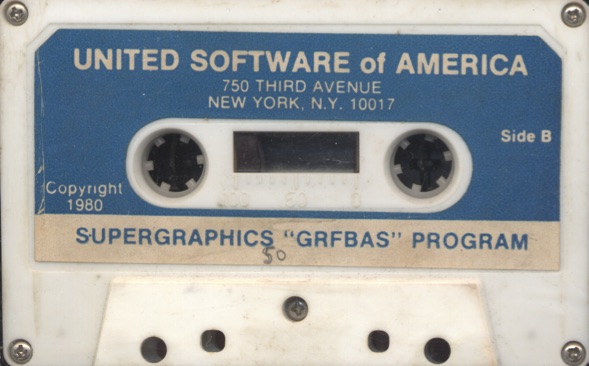 UNITED SOFTWARE of AMERICA
750 THIRD AVENUE
NEW YORK, N.Y. 10017
Side B
Copyright
1980
SUPERGRAPHICS "GRFBAS" PROGRAM
50